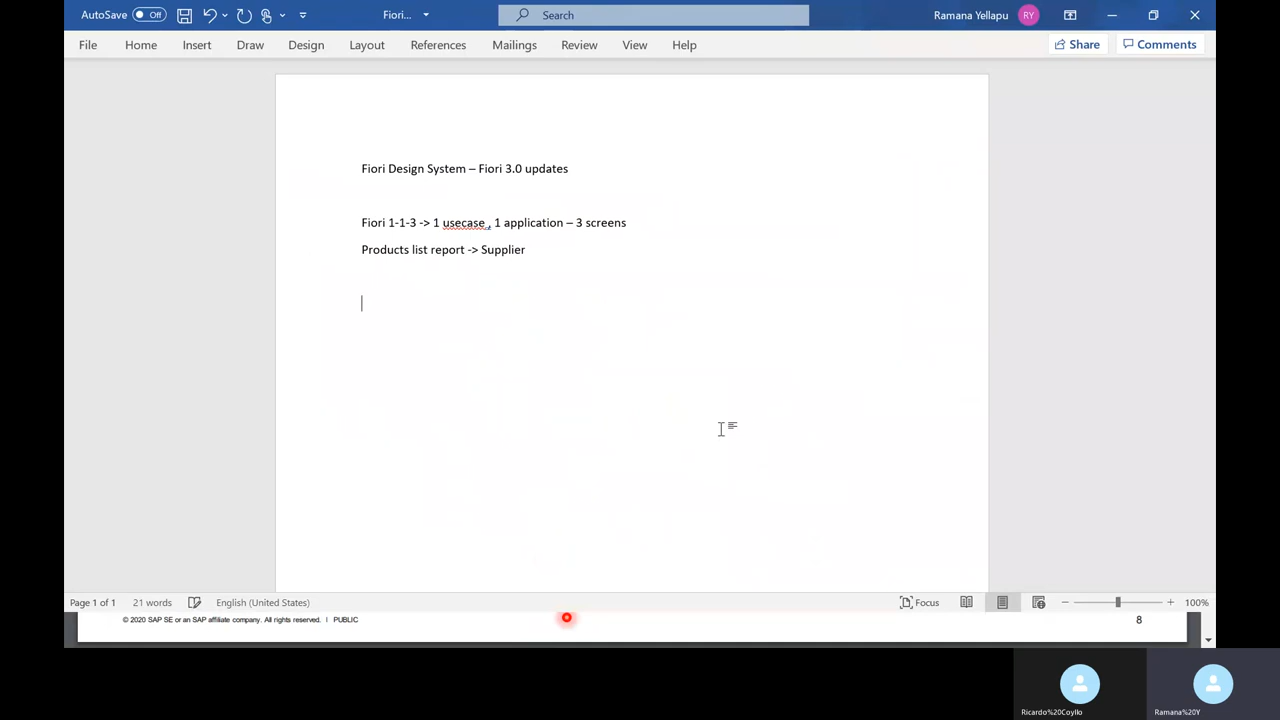 AutoSave Off Fiori... Search Ramana Yellapu RY
File Home Insert Draw Design Layout References Mailings Review View Help Share Comments
Fiori Design System – Fiori 3.0 updates
Fiori 1-1-3 -> 1 usecase , 1 application – 3 screens
Products list report -> Supplier
Page 1 of 1 21 words English (United States) Focus 100%
© 2020 SAP SE or an SAP affiliate company. All rights reserved. | PUBLIC 8
Ricardo%20Coyllo Ramana%20Y